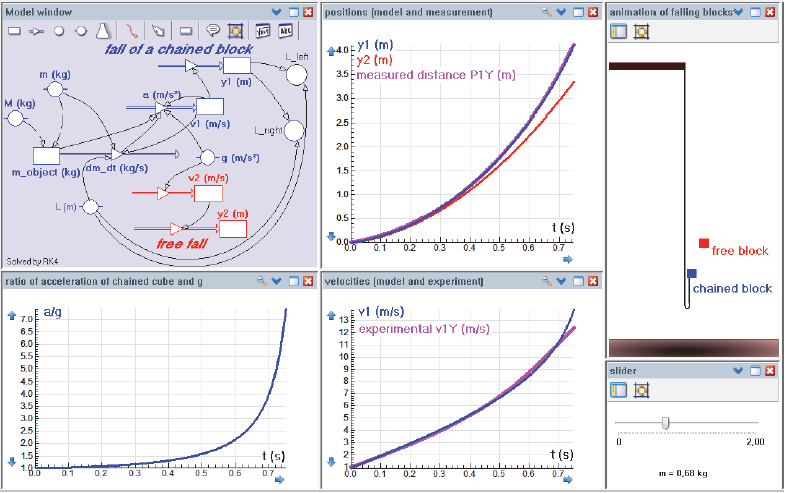 Model window
fall of a chained block
L_left
y1 (m)
m (kg)
a (m/s²)
M (kg)
v1 (m/s)
L_right
m_object (kg)
dm_dt (kg/s)
g (m/s²)
v2 (m/s)
L (m)
y2 (m)
free fall
Solved by RK4
positions (model and measurement)
y1 (m)
y2 (m)
measured distance P1Y (m)
4.0
3.5
3.0
2.5
2.0
1.5
1.0
0.5
0.0
t (s)
0.0 0.1 0.2 0.3 0.4 0.5 0.6 0.7
animation of falling blocks
free block
chained block
ratio of acceleration of chained cube and g
a/g
7.0
6.5
6.0
5.5
5.0
4.5
4.0
3.5
3.0
2.5
2.0
1.5
1.0
t (s)
0.0 0.1 0.2 0.3 0.4 0.5 0.6 0.7
velocities (model and experiment)
v1 (m/s)
experimental v1Y (m/s)
13
12
11
10
9
8
7
6
5
4
3
2
1
t (s)
0.0 0.1 0.2 0.3 0.4 0.5 0.6 0.7
slider
0 2,00
m = 0,68 kg